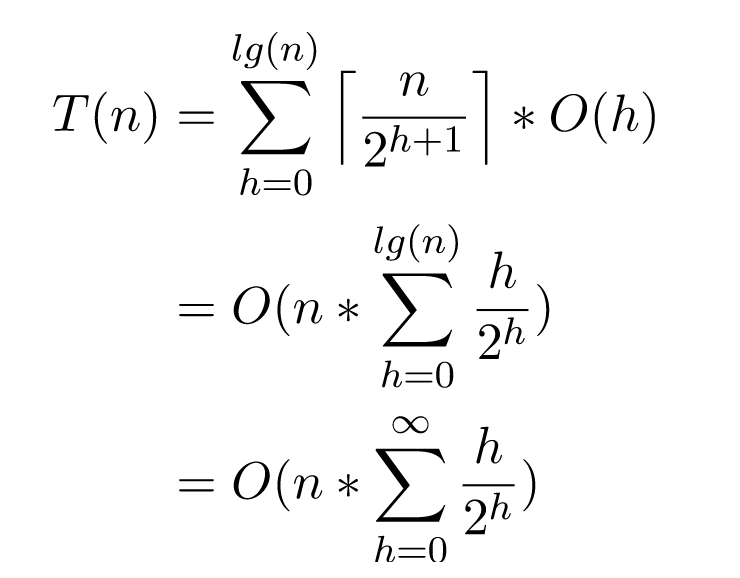 T(n) = \sum_{h=0}^{lg(n)} \left\lceil \frac{n}{2^{h+1}} \right\rceil * O(h)
= O(n * \sum_{h=0}^{lg(n)} \frac{h}{2^h})
= O(n * \sum_{h=0}^{\infty} \frac{h}{2^h})